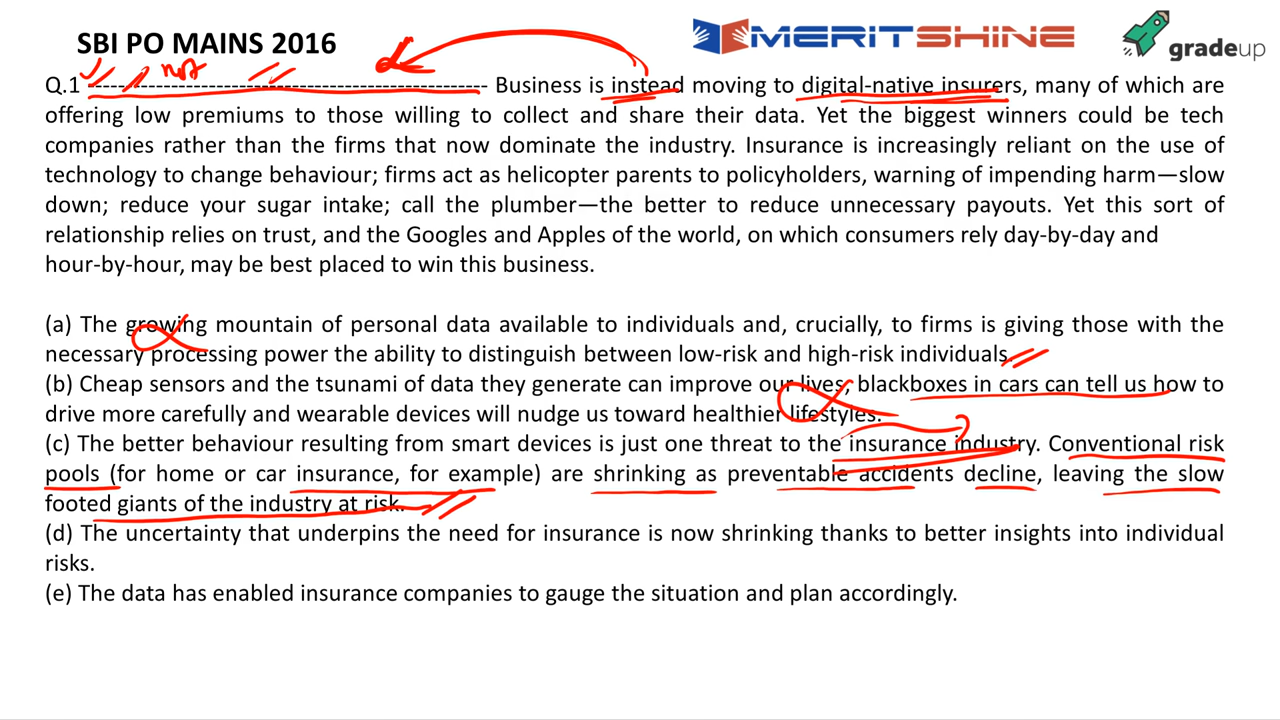 SBI PO MAINS 2016
MERITSHINE
gradeup
not
Q.1 ------------------------------------------------- Business is instead moving to digital-native insurers, many of which are
offering low premiums to those willing to collect and share their data. Yet the biggest winners could be tech
companies rather than the firms that now dominate the industry. Insurance is increasingly reliant on the use of
technology to change behaviour; firms act as helicopter parents to policyholders, warning of impending harm—slow
down; reduce your sugar intake; call the plumber—the better to reduce unnecessary payouts. Yet this sort of
relationship relies on trust, and the Googles and Apples of the world, on which consumers rely day-by-day and
hour-by-hour, may be best placed to win this business.
(a) The growing mountain of personal data available to individuals and, crucially, to firms is giving those with the
necessary processing power the ability to distinguish between low-risk and high-risk individuals.
(b) Cheap sensors and the tsunami of data they generate can improve our lives; blackboxes in cars can tell us how to
drive more carefully and wearable devices will nudge us toward healthier lifestyles.
(c) The better behaviour resulting from smart devices is just one threat to the insurance industry. Conventional risk
pools (for home or car insurance, for example) are shrinking as preventable accidents decline, leaving the slow
footed giants of the industry at risk.
(d) The uncertainty that underpins the need for insurance is now shrinking thanks to better insights into individual
risks.
(e) The data has enabled insurance companies to gauge the situation and plan accordingly.